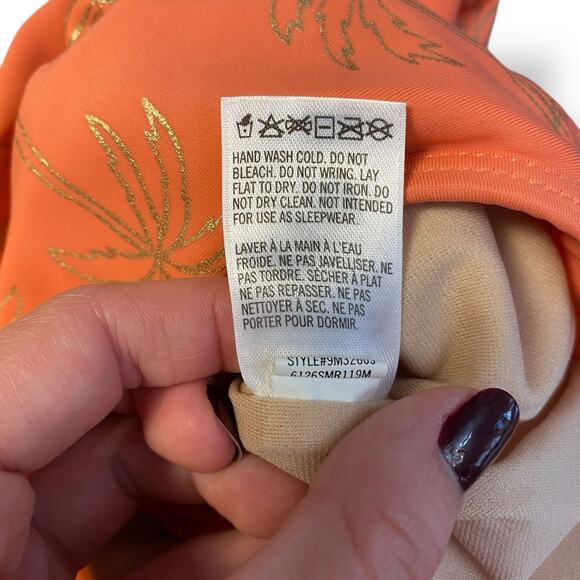 HAND WASH COLD. DO NOT
BLEACH. DO NOT WRING. LAY
FLAT TO DRY. DO NOT IRON. DO
NOT DRY CLEAN. NOT INTENDED
FOR USE AS SLEEPWEAR.
LAVER À LA MAIN À L'EAU
FROIDE. NE PAS JAVELLISER. NE
PAS TORDRE. SÉCHER À PLAT
NE PAS REPASSER. NE PAS
NETTOYER À SEC. NE PAS
PORTER POUR DORMIR.
6126SMR119M